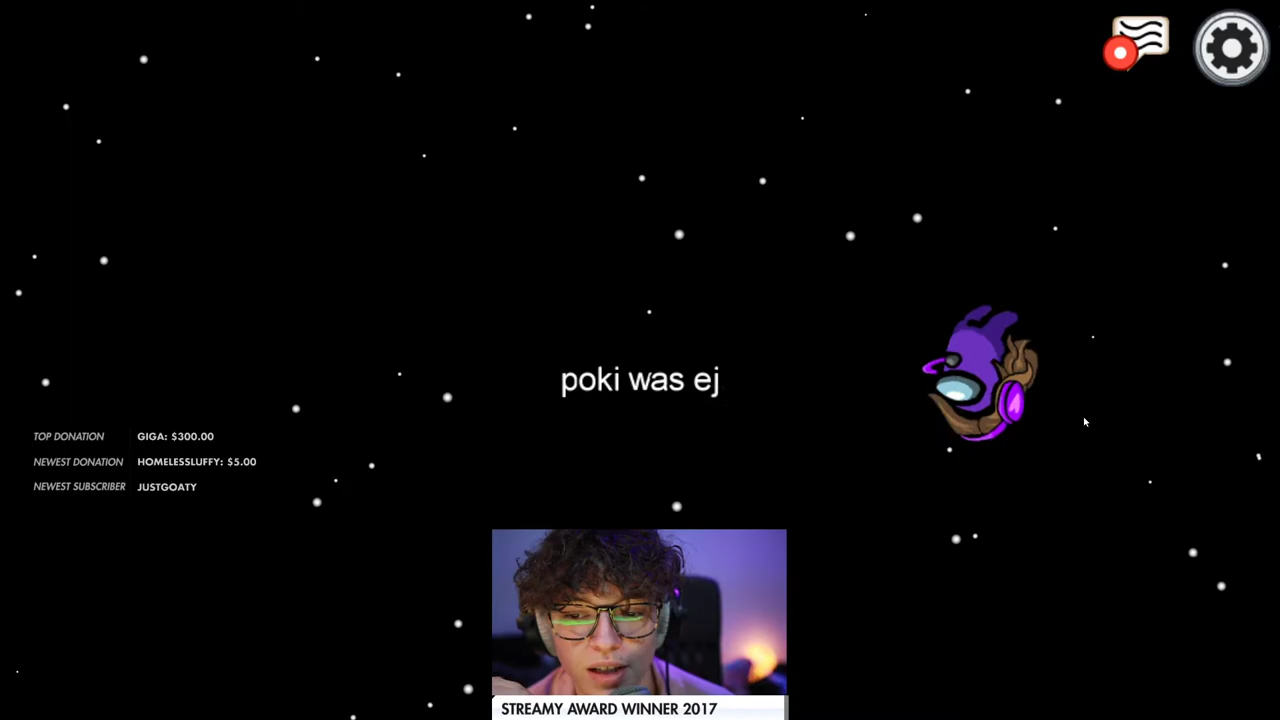 poki was ej
TOP DONATION GIGA: $300.00
NEWEST DONATION HOMELESSLUFFY: $5.00
NEWEST SUBSCRIBER JUSTGOATY
STREAMY AWARD WINNER 2017